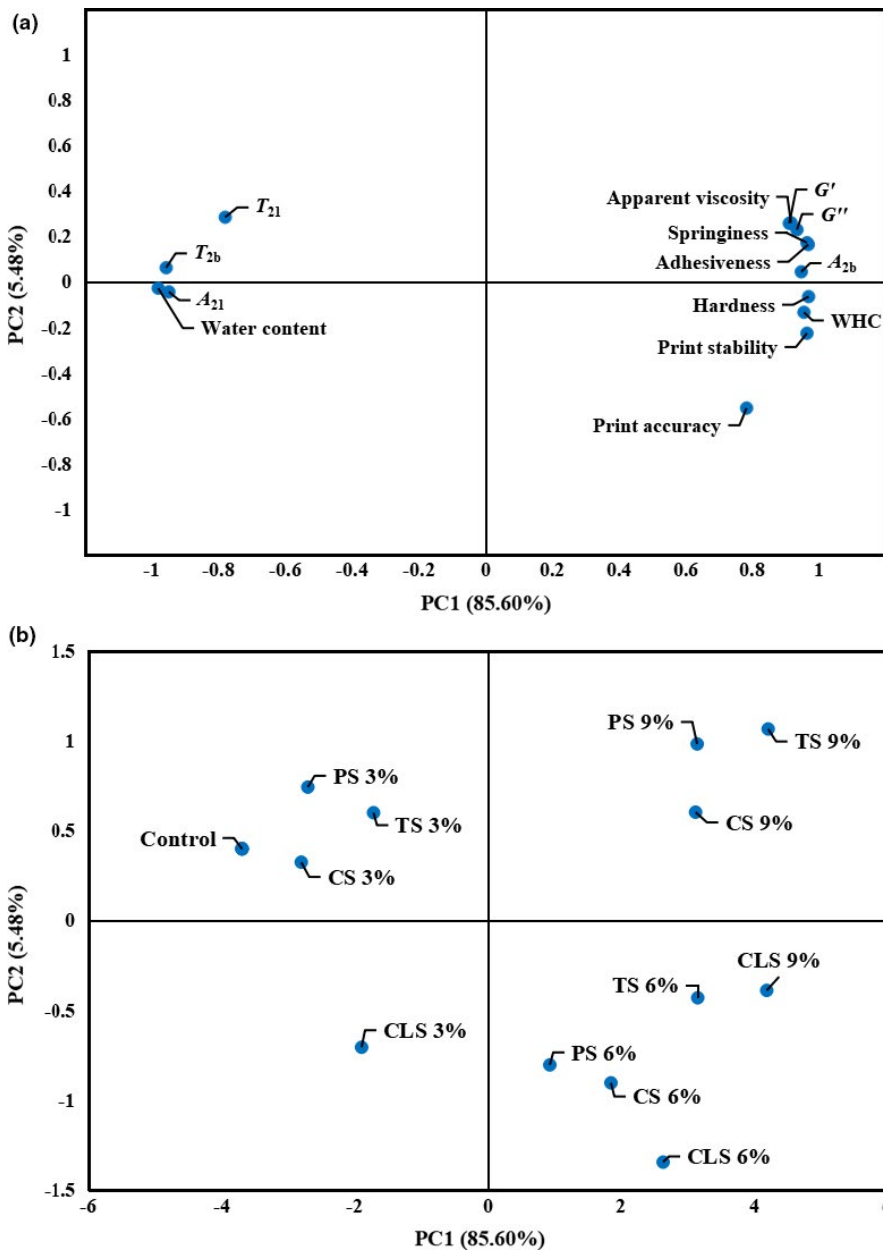 (a)
1
0.8
0.6
0.4
0.2
0
-0.2
-0.4
-0.6
-0.8
-1
PC2 (5.48%)
T21
T2b
A21
Water content
Apparent viscosity
G′
G″
Springiness
Adhesiveness
A2b
Hardness
WHC
Print stability
Print accuracy
-1 -0.8 -0.6 -0.4 -0.2 0 0.2 0.4 0.6 0.8 1
PC1 (85.60%)
(b)
1.5
1
0.5
0
-0.5
-1
-1.5
PC2 (5.48%)
PS 9%
TS 9%
PS 3%
TS 3%
CS 9%
Control
CS 3%
CLS 9%
TS 6%
CLS 3%
PS 6%
CS 6%
CLS 6%
-6 -4 -2 0 2 4
PC1 (85.60%)